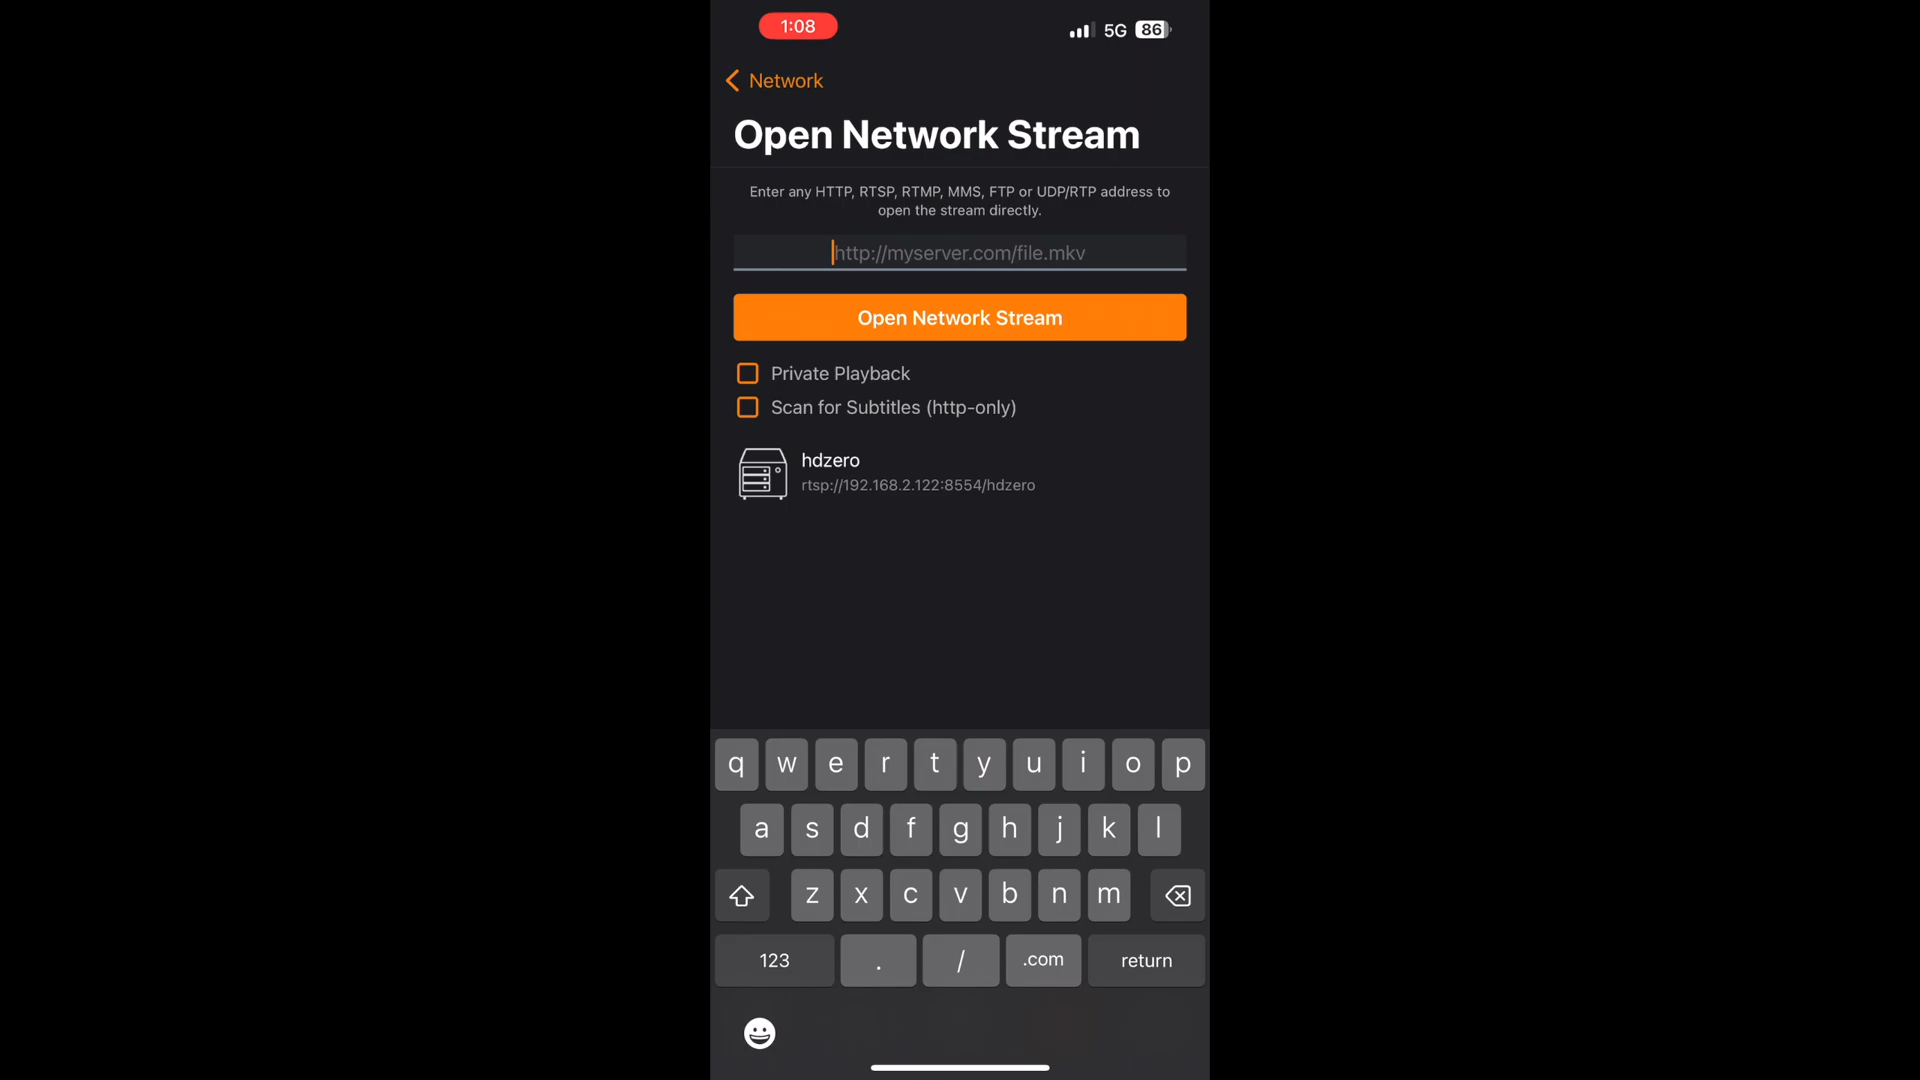 1:08
5G 86
Network
Open Network Stream
Enter any HTTP, RTSP, RTMP, MMS, FTP or UDP/RTP address to
open the stream directly.
http://myserver.com/file.mkv
Open Network Stream
Private Playback
Scan for Subtitles (http-only)
hdzero
rtsp://192.168.2.122:8554/hdzero
q w e r t y u i o p
a s d f g h j k l
z x c v b n m
123 . / .com return